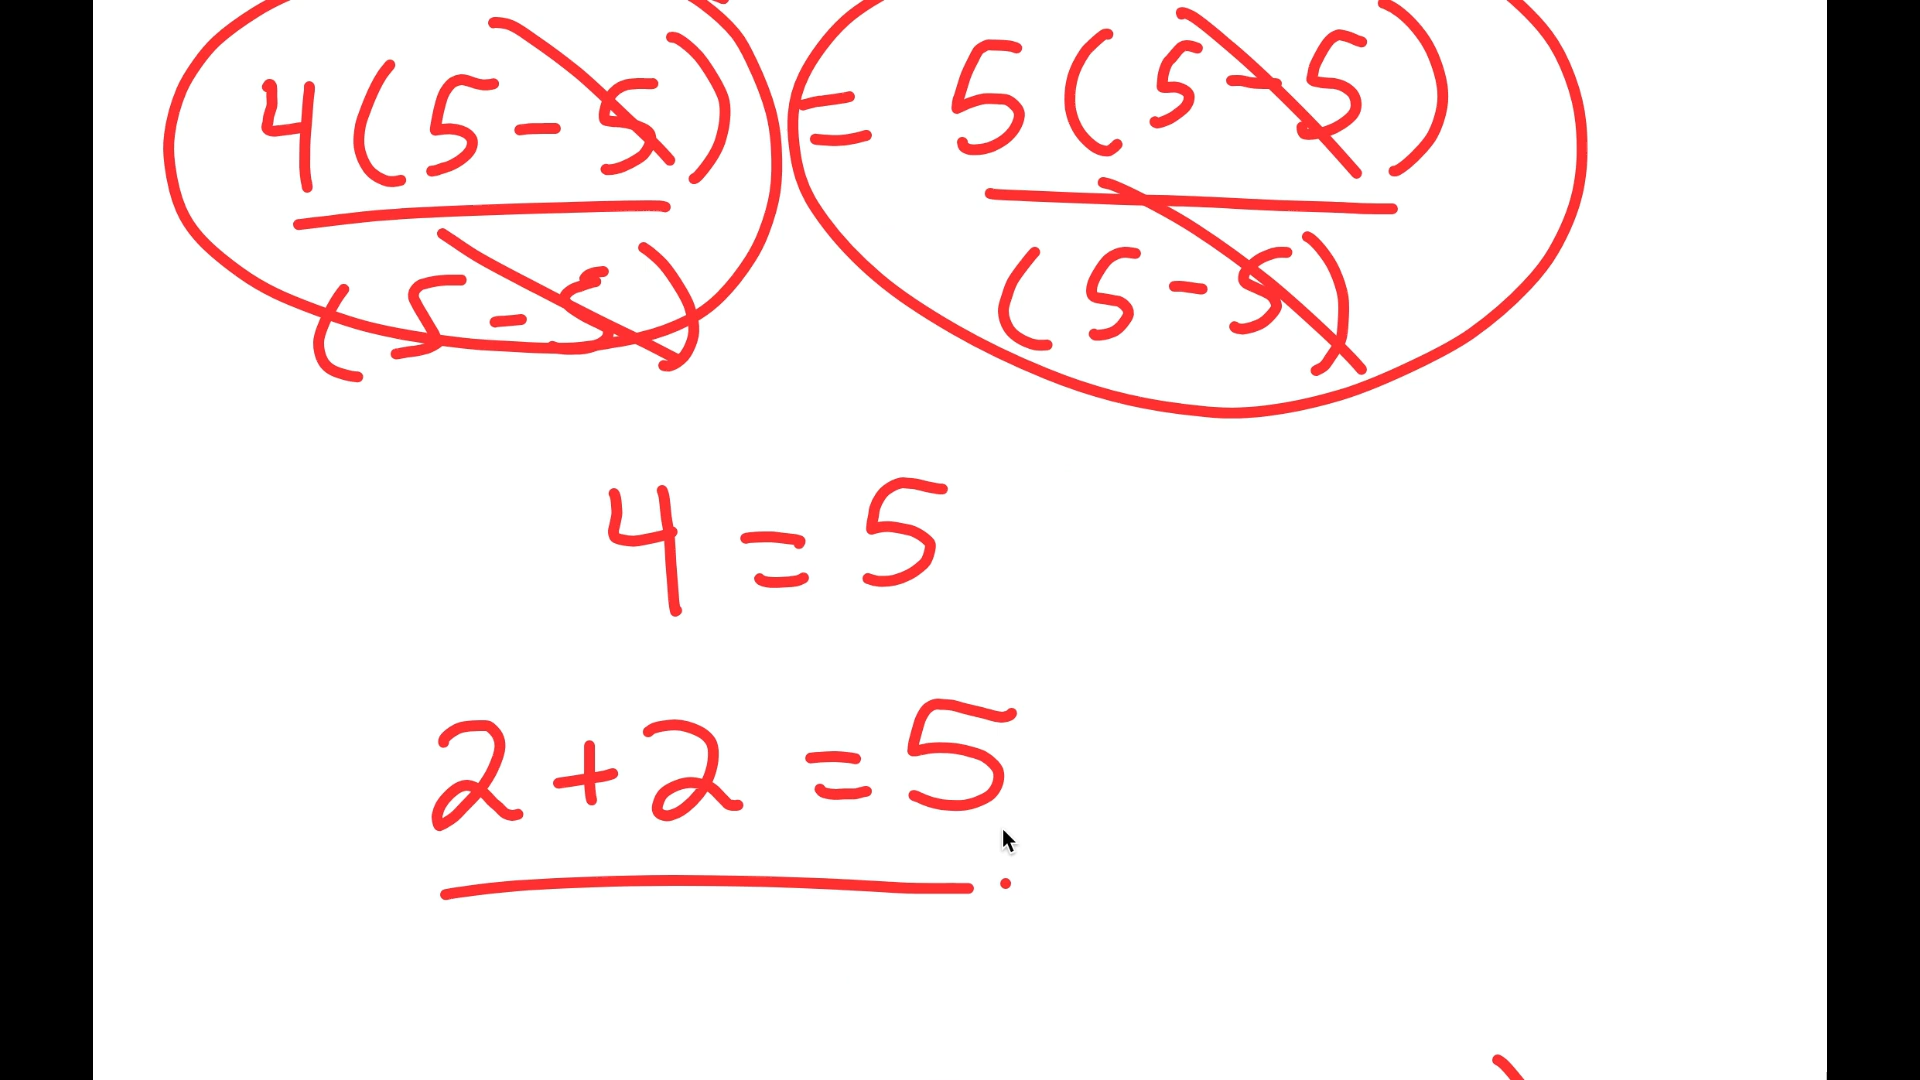 4(5-5) = 5(5-5)
(5-5) (5-5)
4 = 5
2+2 = 5